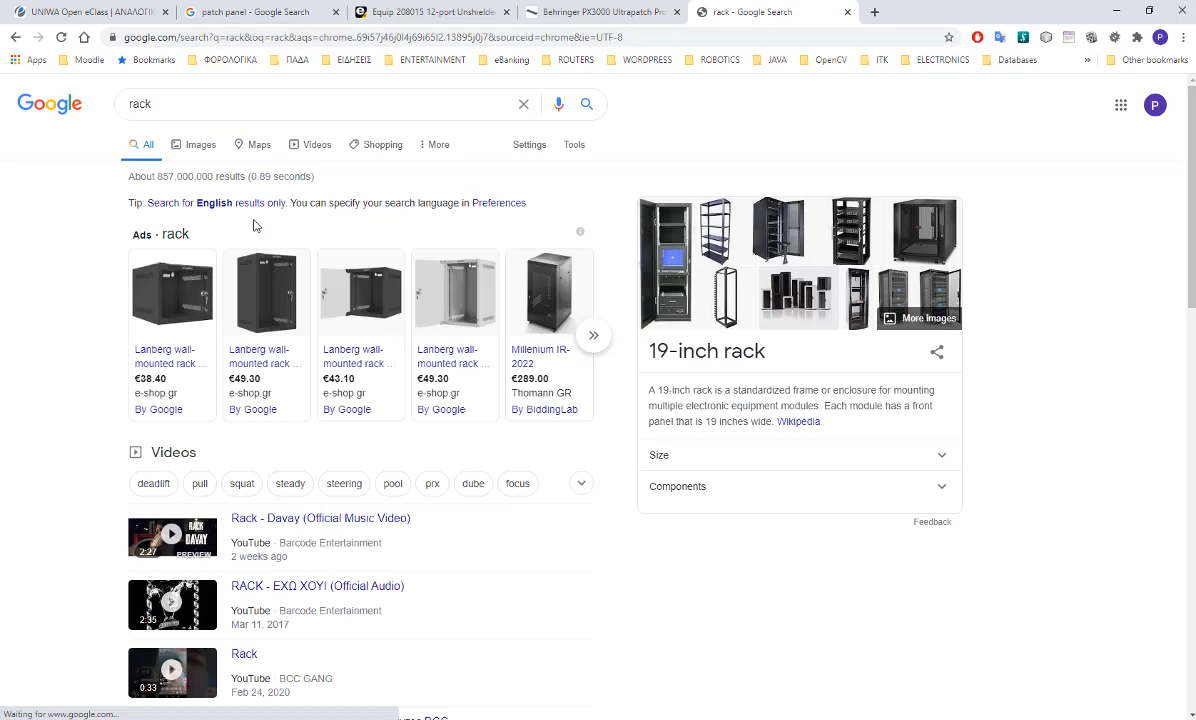 UNIWA Open eClass | ΑΝΑΛΟΓΙΚ
patch panel - Google Search
Equip 208015 12-port Unshielde
Behringer PX3000 Ultrapatch Pro
rack - Google Search
google.com/search?q=rack&oq=rack&aqs=chrome..69i57j46j0l4j69i65l2.13895j0j7&sourceid=chrome&ie=UTF-8
P
Apps
Moodle
Bookmarks
ΦΟΡΟΛΟΓΙΚΑ
ΠΑΔΑ
ΕΙΔΗΣΕΙΣ
ENTERTAINMENT
eBanking
ROUTERS
WORDPRESS
ROBOTICS
JAVA
OpenCV
ITK
ELECTRONICS
Databases
»
Other bookmarks
Google
rack
P
All
Images
Maps
Videos
Shopping
More
Settings
Tools
About 857,000,000 results (0.89 seconds)
Tip: Search for English results only. You can specify your search language in Preferences
Ads · rack
Lanberg wall-
mounted rack ...
€38.40
e-shop.gr
By Google
Lanberg wall-
mounted rack ...
€49.30
e-shop.gr
By Google
Lanberg wall-
mounted rack ...
€43.10
e-shop.gr
By Google
Lanberg wall-
mounted rack ...
€49.30
e-shop.gr
By Google
Millenium IR-
2022
€289.00
Thomann GR
By BiddingLab
Videos
deadlift
pull
squat
steady
steering
pool
prx
dube
focus
RACK
DAVAY
2:27
PREVIEW
Rack - Davay (Official Music Video)
YouTube · Barcode Entertainment
2 weeks ago
2:35
RACK - ΕΧΩ ΧΟΥΙ (Official Audio)
YouTube · Barcode Entertainment
Mar 11, 2017
0:33
Rack
YouTube · BCC GANG
Feb 24, 2020
More images
19-inch rack
A 19-inch rack is a standardized frame or enclosure for mounting
multiple electronic equipment modules. Each module has a front
panel that is 19 inches wide. Wikipedia
Size
Components
Feedback
Waiting for www.google.com...